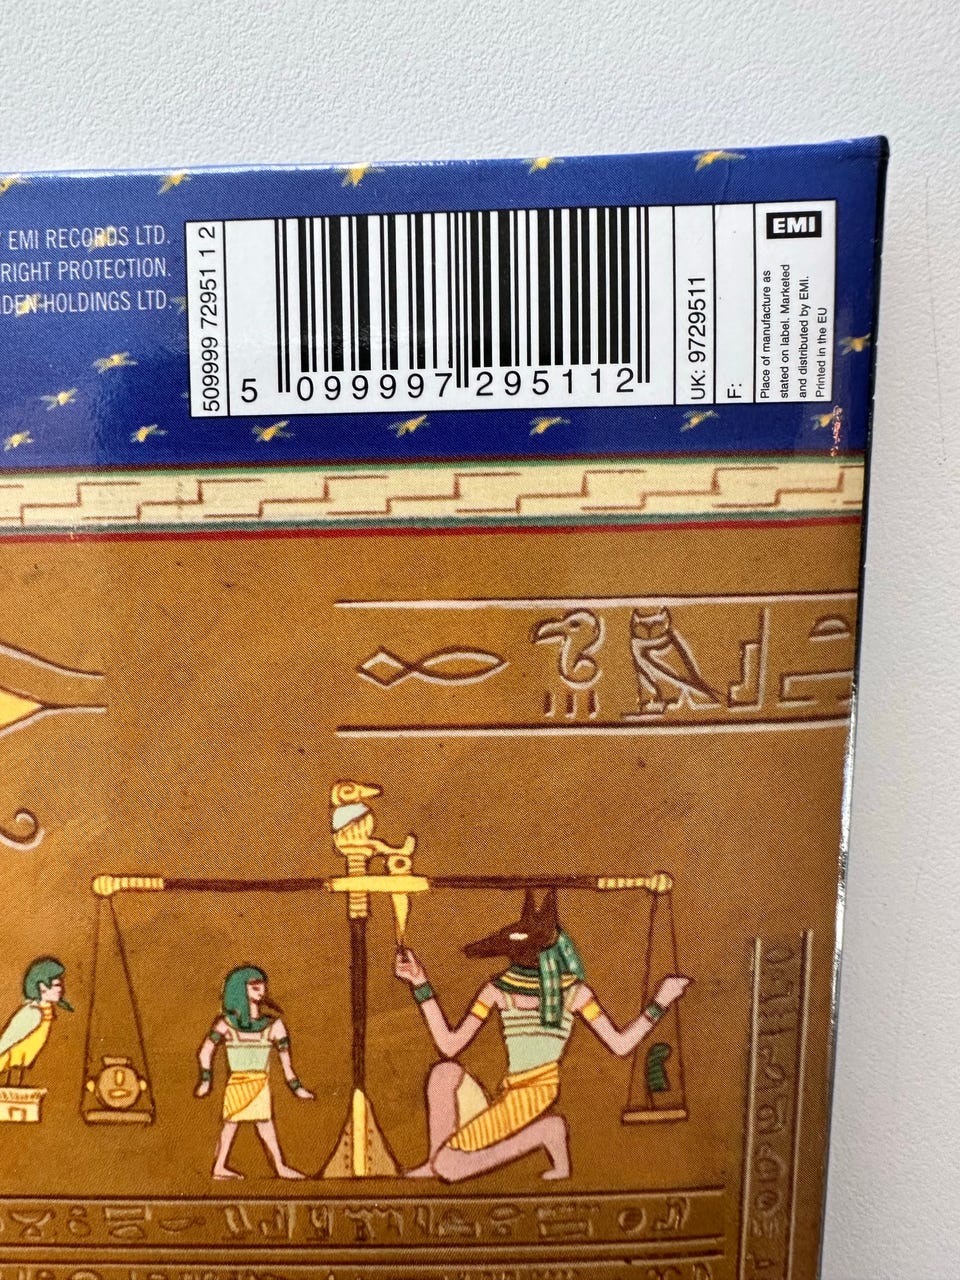 EMI RECORDS LTD.
RIGHT PROTECTION.
DEN HOLDINGS LTD.
509999 72951 1 2
5 099997 295112
UK: 9729511
F:
EMI
Place of manufacture as
stated on label. Marketed
and distributed by EMI.
Printed in the EU